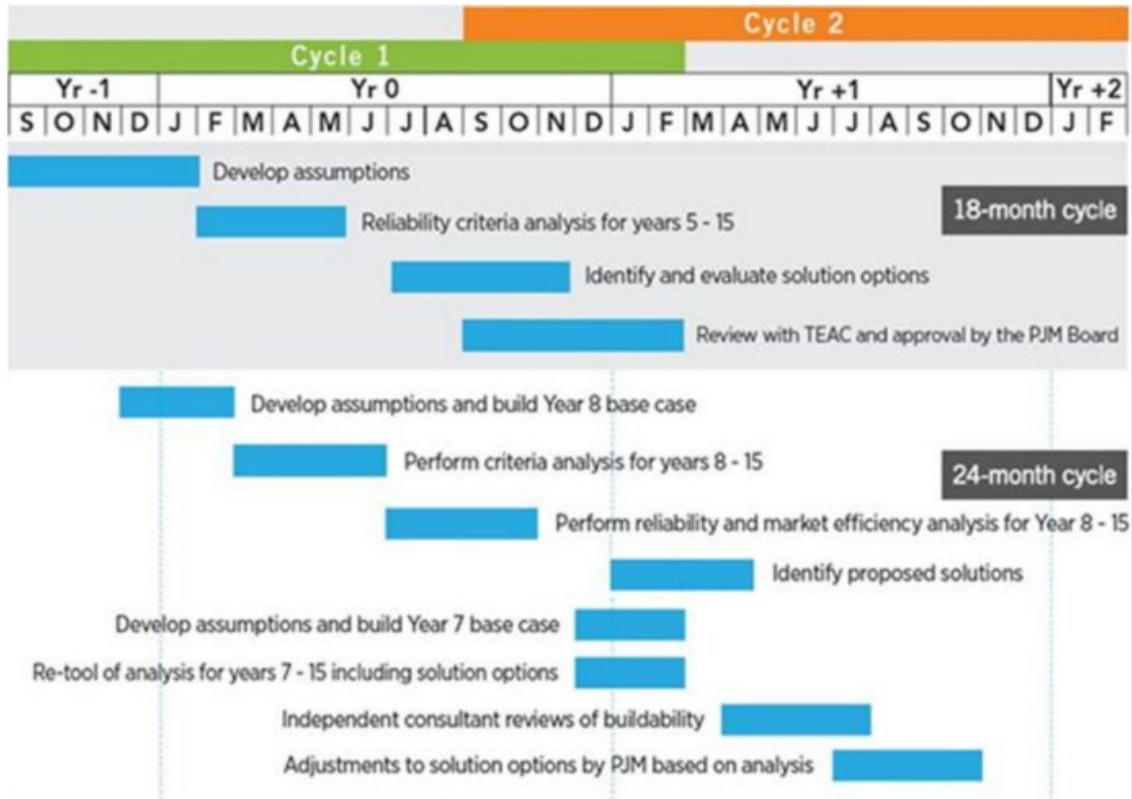 Cycle 2
Cycle 1
Yr -1 Yr 0 Yr +1 Yr +2
S O N D J F M A M J J A S O N D J F M A M J J A S O N D J F
Develop assumptions
18-month cycle
Reliability criteria analysis for years 5 - 15
Identify and evaluate solution options
Review with TEAC and approval by the PJM Board
Develop assumptions and build Year 8 base case
Perform criteria analysis for years 8 - 15
24-month cycle
Perform reliability and market efficiency analysis for Year 8 - 15
Identify proposed solutions
Develop assumptions and build Year 7 base case
Re-tool of analysis for years 7 - 15 including solution options
Independent consultant reviews of buildability
Adjustments to solution options by PJM based on analysis